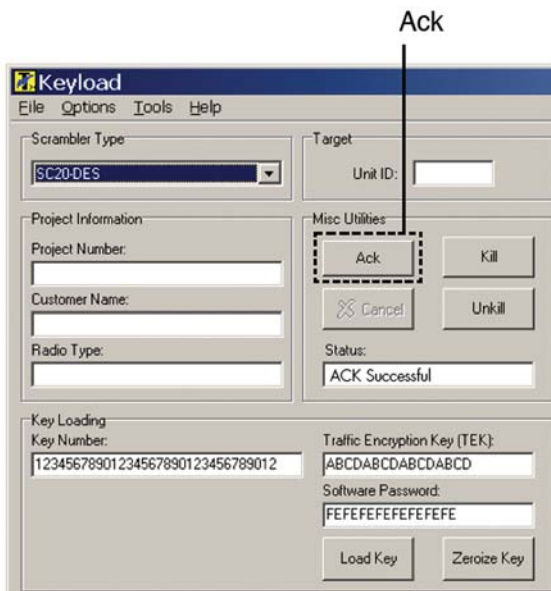 Ack
Keyload
File Options Tools Help
Scrambler Type
SC20-DES
Target
Unit ID:
Project Information
Project Number:
Customer Name:
Radio Type:
Misc Utilities
Ack
Kill
Cancel
Unkill
Status:
ACK Successful
Key Loading
Key Number:
12345678901234567890123456789012
Traffic Encryption Key (TEK):
ABCDABCDABCDABCD
Software Password:
FEFEFEFEFEFEFEFE
Load Key
Zeroize Key